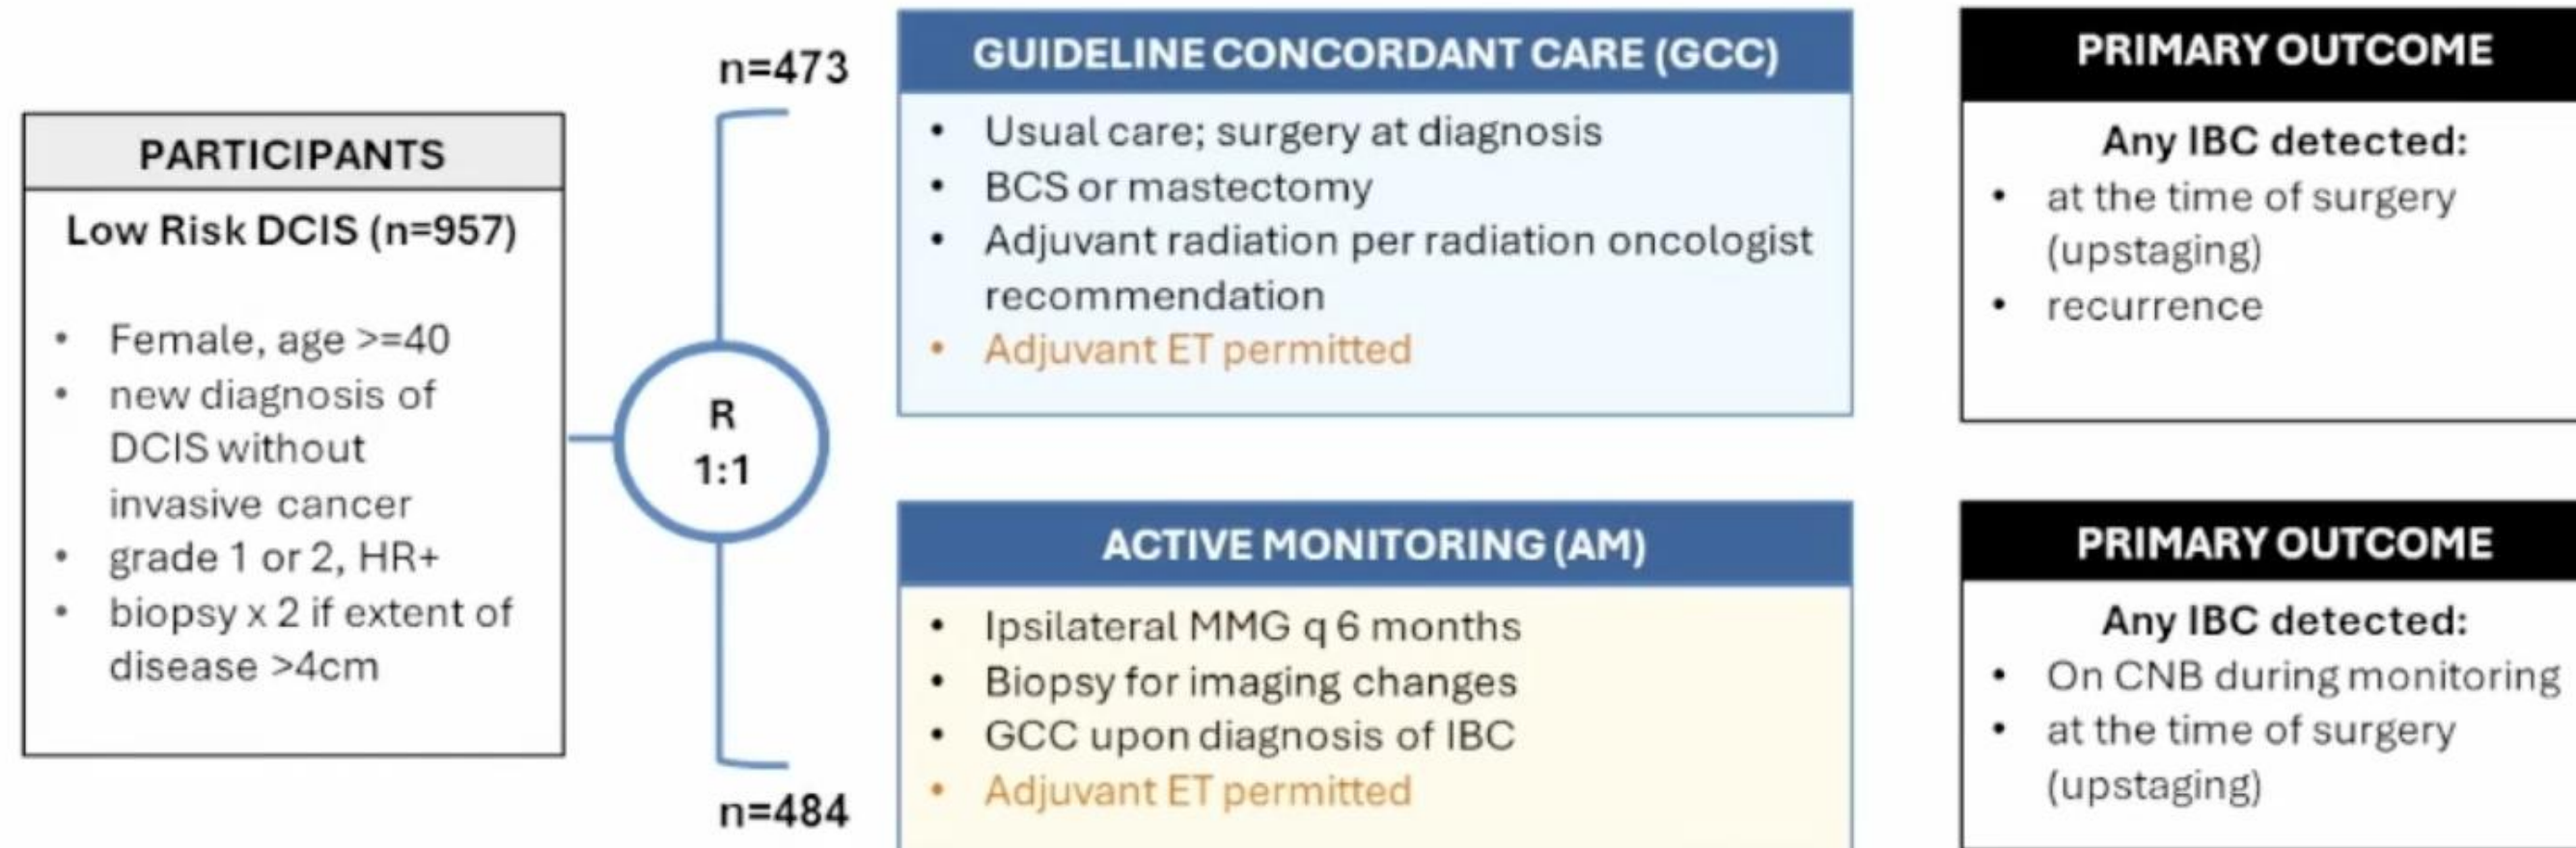 PARTICIPANTS
Low Risk DCIS (n=957)
• Female, age >=40
• new diagnosis of
DCIS without
invasive cancer
• grade 1 or 2, HR+
• biopsy x 2 if extent of
disease >4cm
n=473
R
1:1
n=484
GUIDELINE CONCORDANT CARE (GCC)
• Usual care; surgery at diagnosis
• BCS or mastectomy
• Adjuvant radiation per radiation oncologist
recommendation
• Adjuvant ET permitted
PRIMARY OUTCOME
Any IBC detected:
• at the time of surgery
(upstaging)
• recurrence
ACTIVE MONITORING (AM)
• Ipsilateral MMG q 6 months
• Biopsy for imaging changes
• GCC upon diagnosis of IBC
• Adjuvant ET permitted
PRIMARY OUTCOME
Any IBC detected:
• On CNB during monitoring
• at the time of surgery
(upstaging)